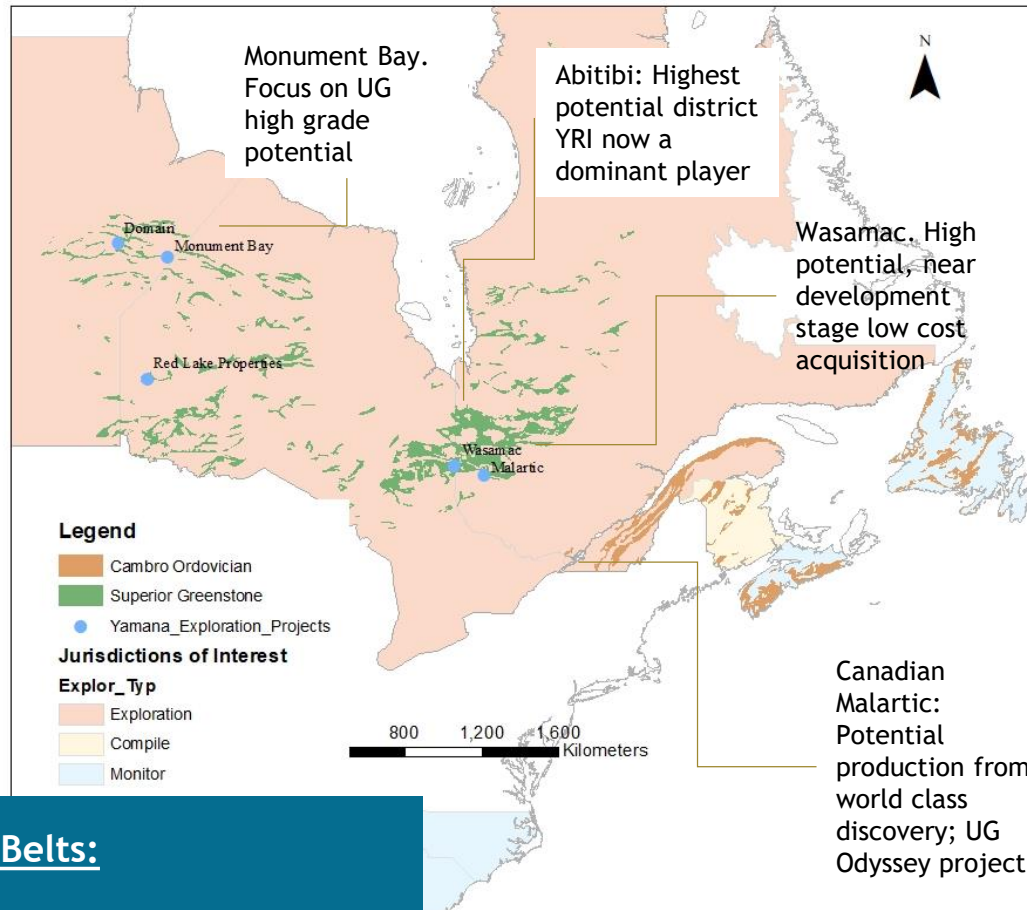 Monument Bay.
Focus on UG
high grade
potential
Abitibi: Highest
potential district
YRI now a
dominant player
N
Wasamac. High
potential, near
development
stage low cost
acquisition
Domain
Monument Bay
Red Lake Properties
Wasamac
Malartic
Legend
Cambro Ordovician
Superior Greenstone
Yamana_Exploration_Projects
Jurisdictions of Interest
Explor_Typ
Exploration
Compile
Monitor
800 1,200 1,600
Kilometers
Canadian
Malartic:
Potential
production from
world class
discovery; UG
Odyssey project
Belts: